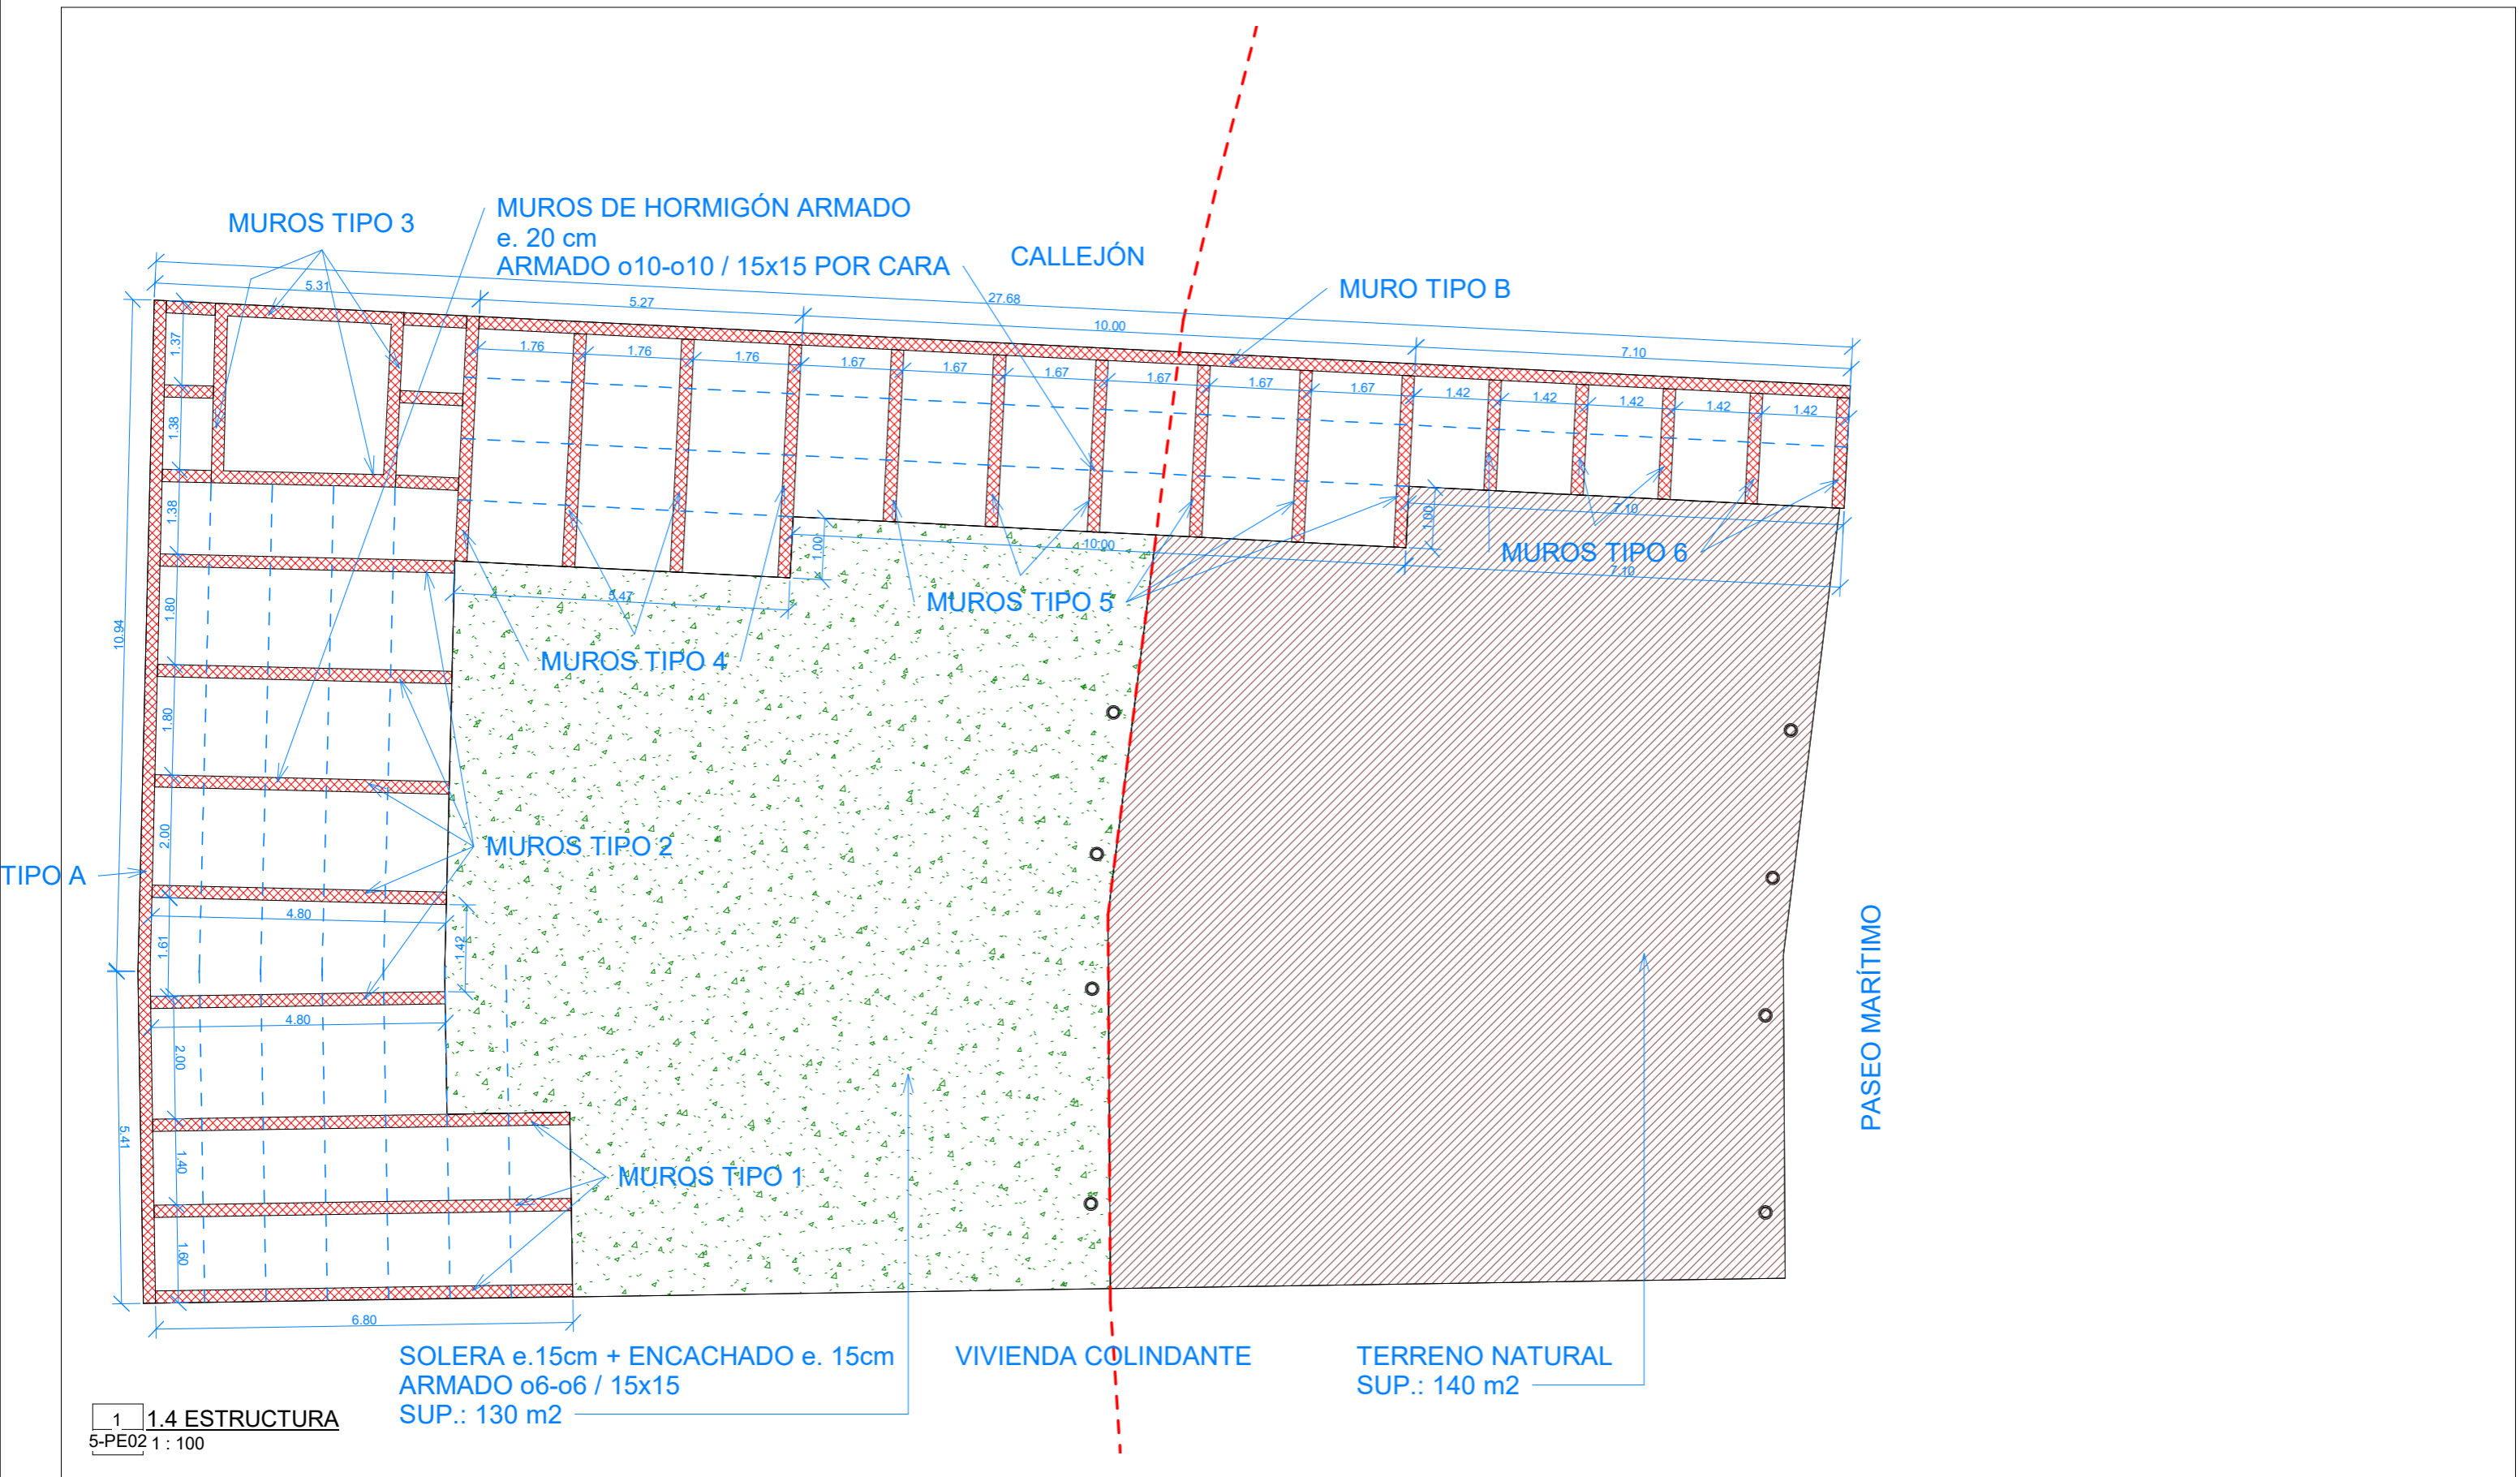 MUROS TIPO 3
MUROS DE HORMIGÓN ARMADO
e. 20 cm
ARMADO o10-o10 / 15x15 POR CARA
CALLEJÓN
MURO TIPO B
5.31
5.27
27.68
10.00
7.10
1.37
1.76
1.76
1.76
1.67
1.67
1.67
1.67
1.67
1.67
1.42
1.42
1.42
1.42
1.42
1.38
1.38
1.00
10.00
1.00
7.10
MUROS TIPO 6
7.10
5.47
MUROS TIPO 5
1.80
10.94
MUROS TIPO 4
1.80
2.00
MUROS TIPO 2
TIPO A
4.80
1.61
1.42
PASEO MARÍTIMO
4.80
2.00
5.41
1.40
MUROS TIPO 1
1.60
6.80
SOLERA e.15cm + ENCACHADO e. 15cm
ARMADO o6-o6 / 15x15
SUP.: 130 m2
VIVIENDA COLINDANTE
TERRENO NATURAL
SUP.: 140 m2
1
1.4 ESTRUCTURA
5-PE02
1 : 100